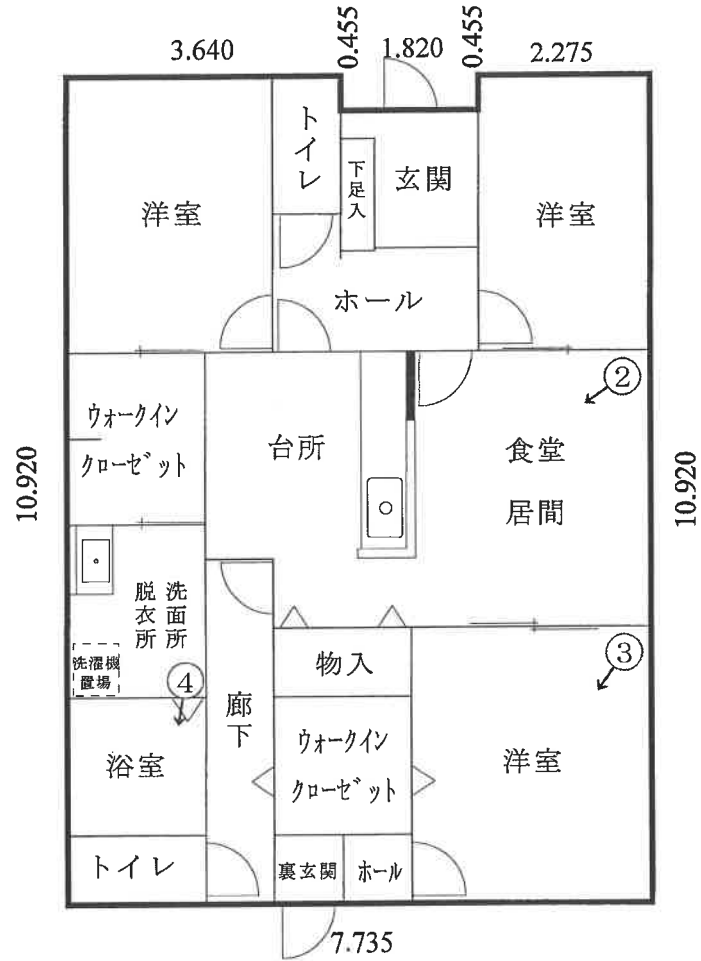 3.640
0.455
1.820
0.455
2.275
トイレ
下足入
玄関
洋室
洋室
ホール
②
ウォークイン
クローゼット
台所
食堂
居間
10.920
10.920
洗面所
脱衣所
洗濯機
置場
③
物入
④
廊下
ウォークイン
クローゼット
浴室
洋室
トイレ
裏玄関
ホール
7.735